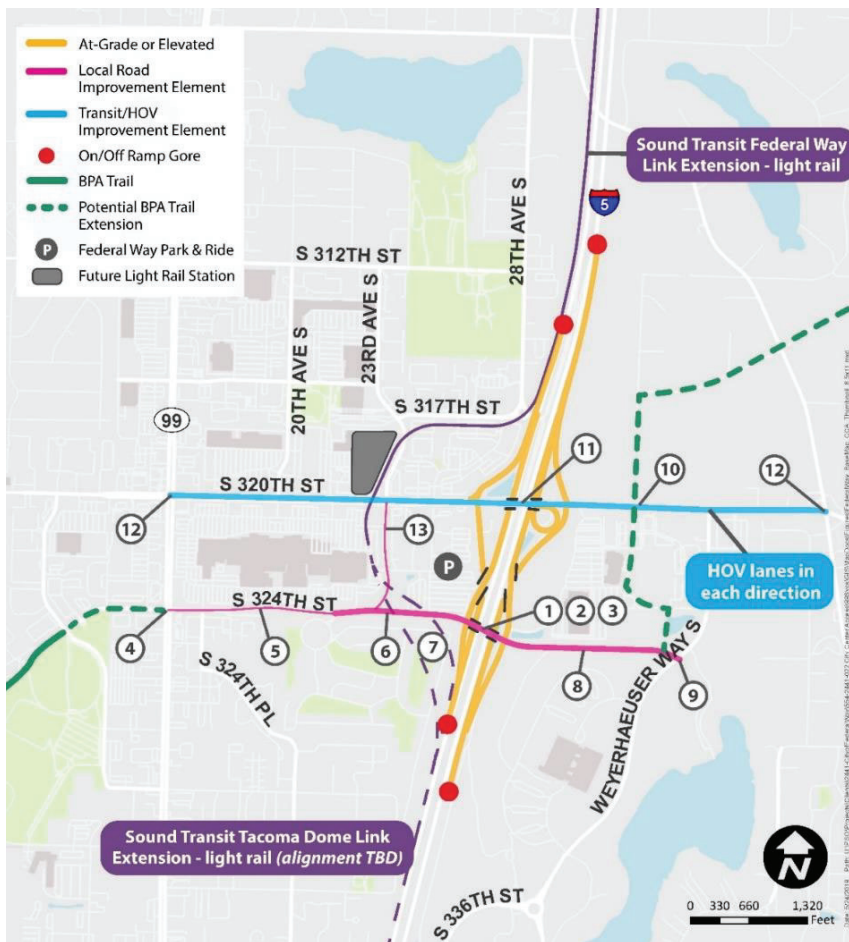 At-Grade or Elevated
Local Road
Improvement Element
Transit/HOV
Improvement Element
On/Off Ramp Gore
BPA Trail
Potential BPA Trail
Extension
P
Federal Way Park & Ride
Future Light Rail Station
Sound Transit Federal Way
Link Extension - light rail
5
28TH AVE S
S 312TH ST
23RD AVE S
20TH AVE S
S 317TH ST
99
11
10
12
S 320TH ST
12
13
HOV lanes in
each direction
P
S 324TH ST
1
2
3
4
5
6
7
8
9
S 324TH PL
WEYERHAEUSER WAY S
Sound Transit Tacoma Dome Link
Extension - light rail (alignment TBD)
N
S 336TH ST
0 330 660 1,320
Feet